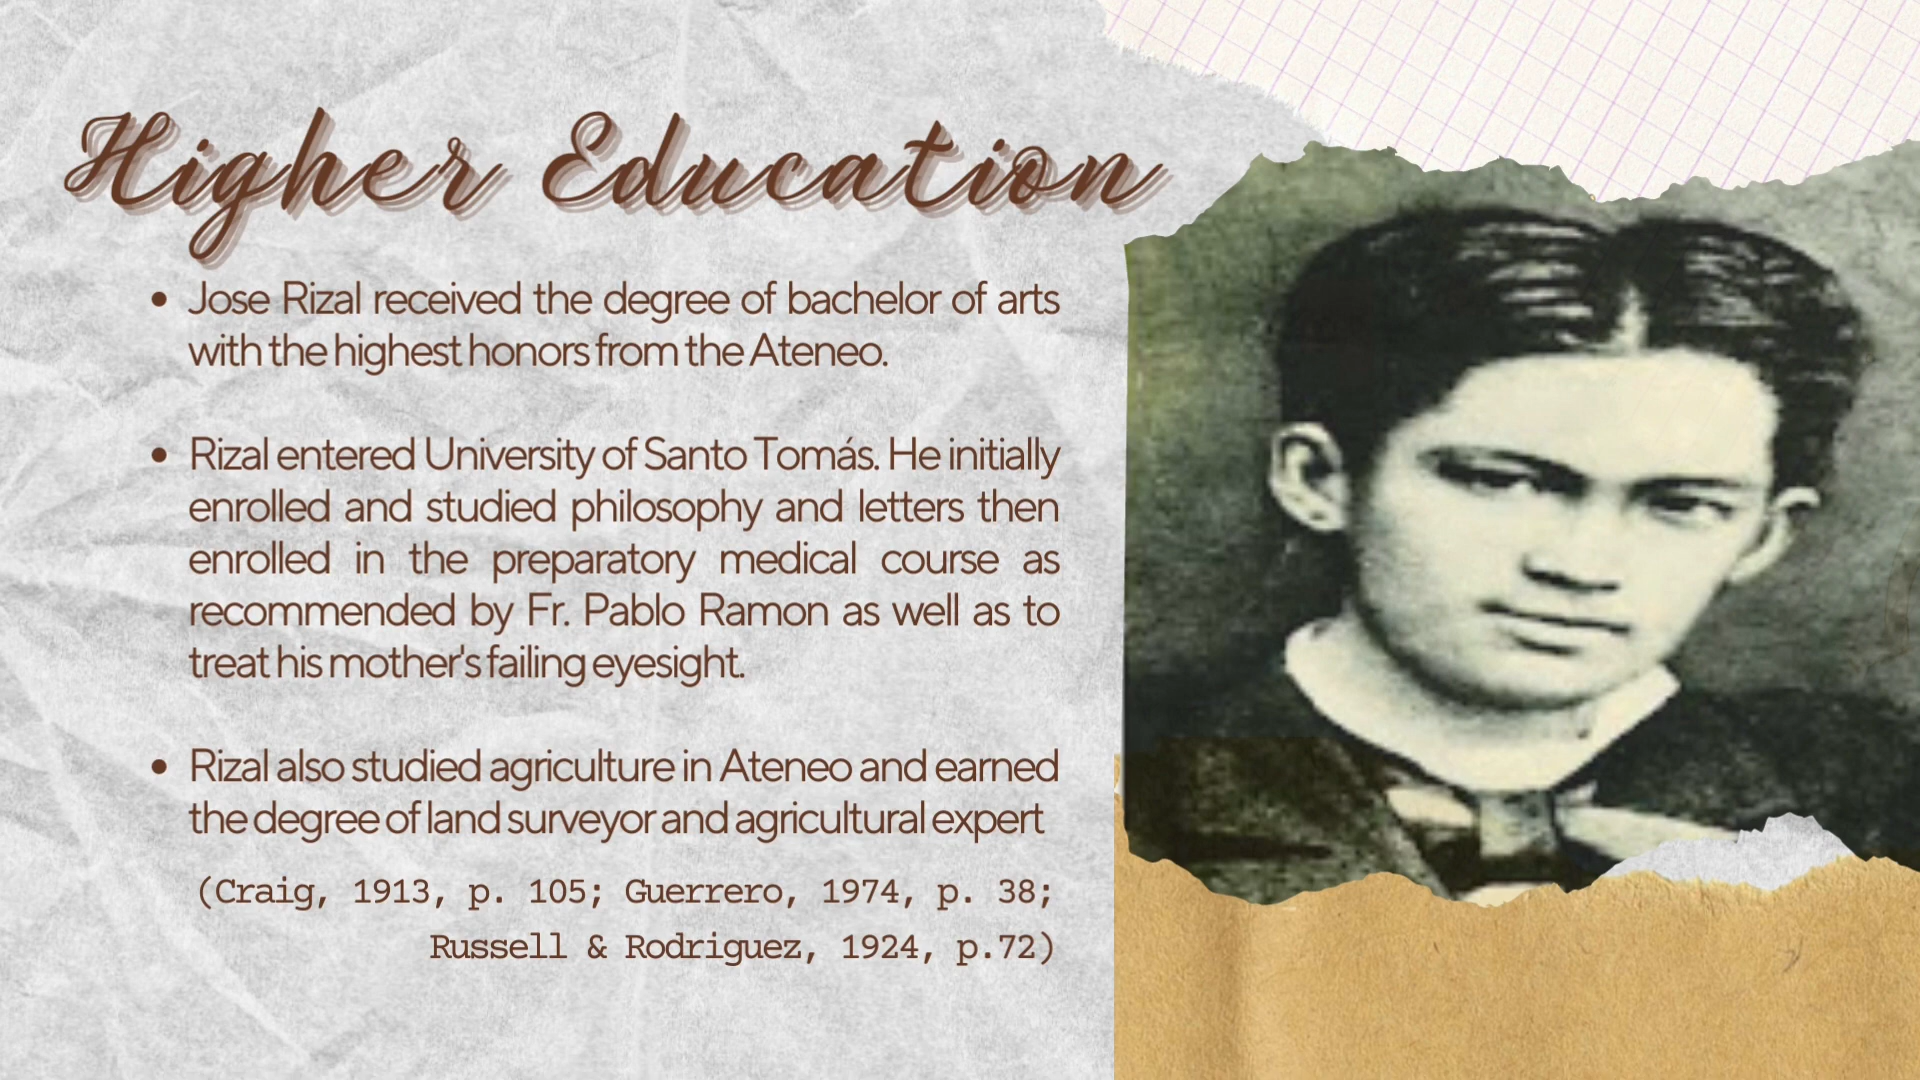 Higher Education
• Jose Rizal received the degree of bachelor of arts
with the highest honors from the Ateneo.
• Rizal entered University of Santo Tomás. He initially
enrolled and studied philosophy and letters then
enrolled in the preparatory medical course as
recommended by Fr. Pablo Ramon as well as to
treat his mother's failing eyesight.
• Rizal also studied agriculture in Ateneo and earned
the degree of land surveyor and agricultural expert
(Craig, 1913, p. 105; Guerrero, 1974, p. 38;
Russell & Rodriguez, 1924, p.72)